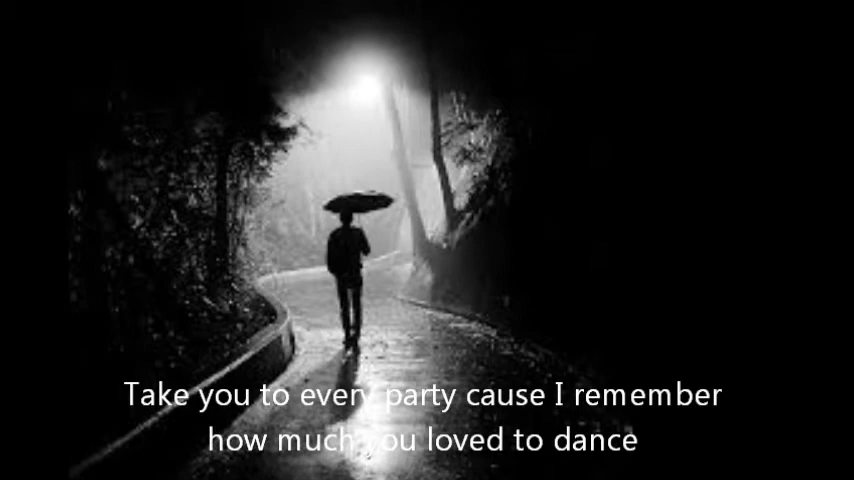 Take you to every party cause I remember
how much you loved to dance